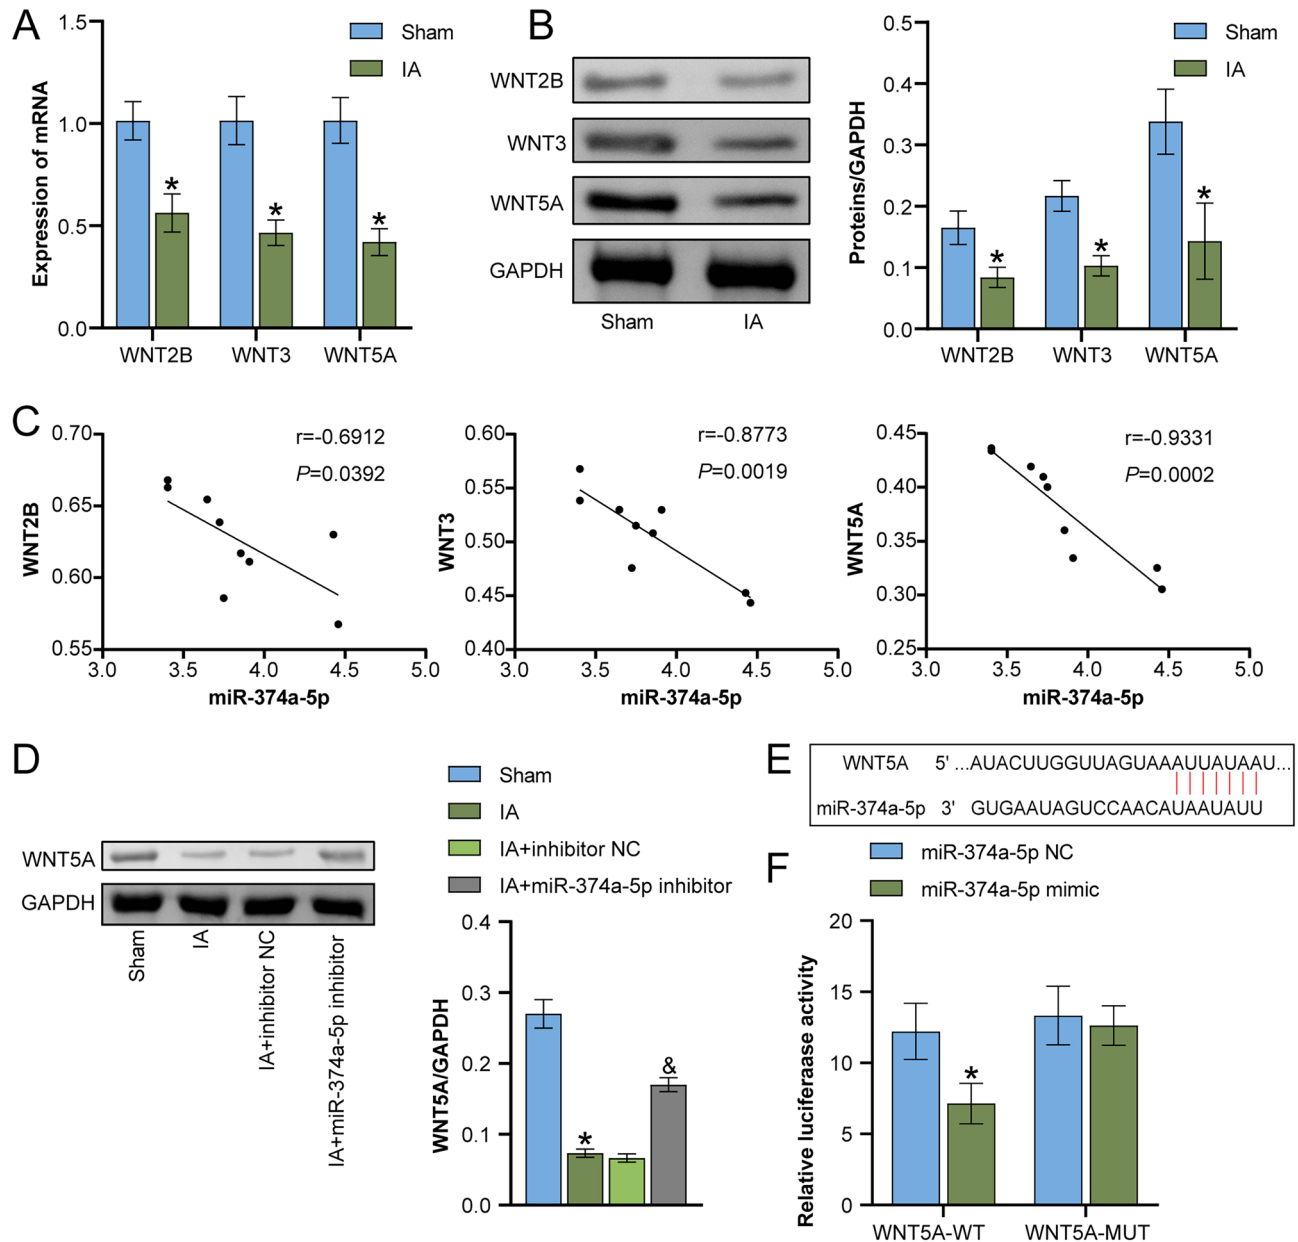 A
1.5
1.0
0.5
0.0
Expression of mRNA
Sham
IA
*
*
*
WNT2B
WNT3
WNT5A
B
WNT2B
WNT3
WNT5A
GAPDH
Sham
IA
0.5
0.4
0.3
0.2
0.1
0.0
Proteins/GAPDH
Sham
IA
*
*
*
WNT2B
WNT3
WNT5A
C
0.70
0.65
0.60
0.55
WNT2B
r=-0.6912
P=0.0392
3.0
3.5
4.0
4.5
5.0
miR-374a-5p
0.60
0.55
0.50
0.45
0.40
WNT3
r=-0.8773
P=0.0019
3.0
3.5
4.0
4.5
5.0
miR-374a-5p
0.45
0.40
0.35
0.30
0.25
WNT5A
r=-0.9331
P=0.0002
3.0
3.5
4.0
4.5
5.0
miR-374a-5p
D
WNT5A
GAPDH
Sham
IA
IA+inhibitor NC
IA+miR-374a-5p inhibitor
Sham
IA
IA+inhibitor NC
IA+miR-374a-5p inhibitor
0.4
0.3
0.2
0.1
0.0
WNT5A/GAPDH
*
&
E
WNT5A 5' ...AUACUUGGUUAGUAAAUUAUAAU...
miR-374a-5p 3' GUGAAUAGUCCAACAUAAUAUU
F
miR-374a-5p NC
miR-374a-5p mimic
20
15
10
5
0
Relative luciferaase activity
*
WNT5A-WT
WNT5A-MUT